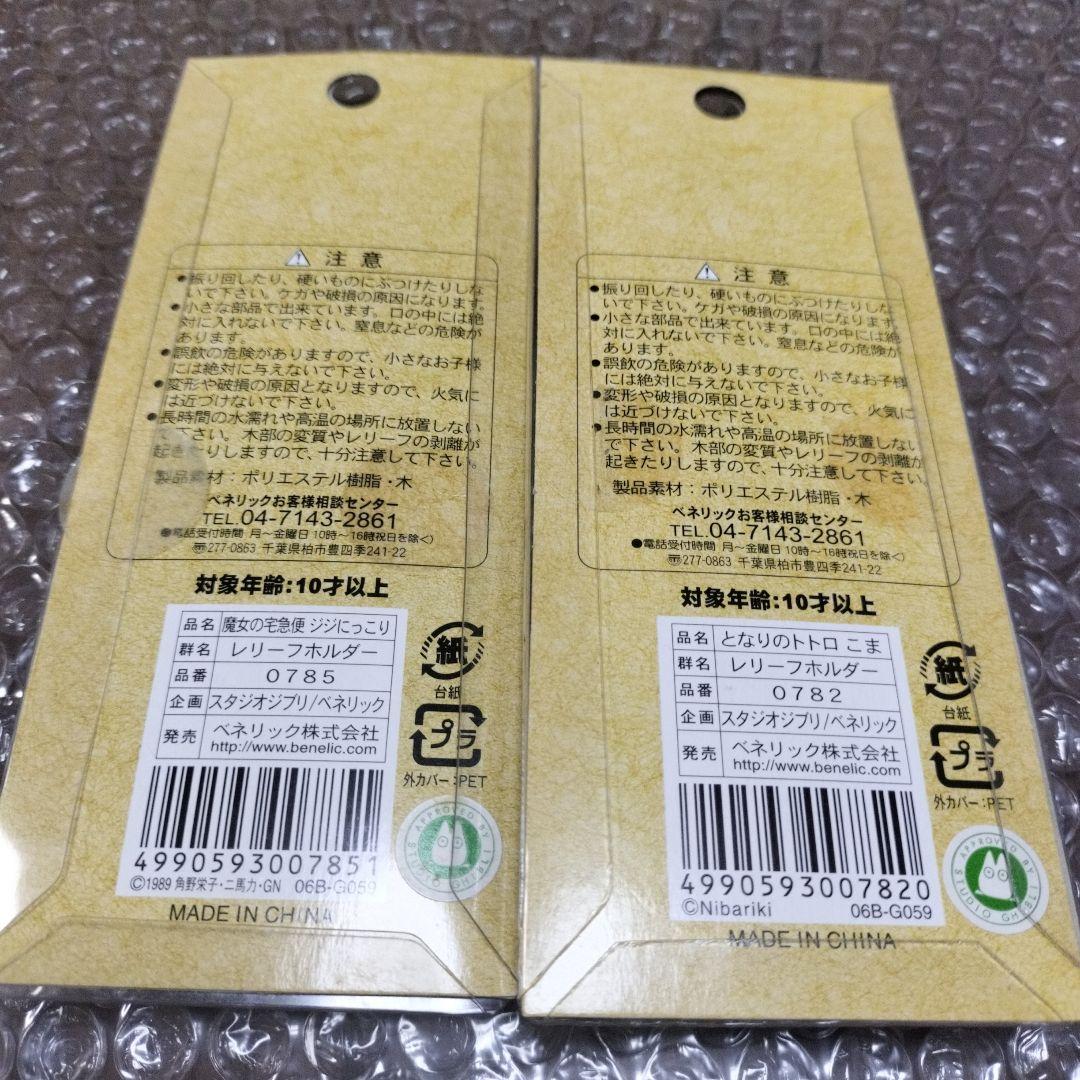 注意
●振り回したり、硬いものにぶつけたりしな
いで下さい。ケガや破損の原因になります。
●小さな部品で出来ています。口の中には絶
対に入れないで下さい。窒息などの危険が
あります。
●誤飲の危険がありますので、小さなお子様
には絶対に与えないで下さい。
●変形や破損の原因となりますので、火気に
は近づけないで下さい。
●長時間の水濡れや高温の場所に放置しない
で下さい。木部の変質やレリーフの剥離が
起きたりしますので、十分注意して下さい。
製品素材：ポリエステル樹脂・木
ベネリックお客様相談センター
TEL.04-7143-2861
●電話受付時間 月～金曜日 10時～16時祝日を除く)
〒277-0863 千葉県柏市豊四季241-22
対象年齢:10才以上
品名 魔女の宅急便 ジジにっこり
群名 レリーフホルダー
品番 0785
企画 スタジオジブリ/ベネリック
発売 ベネリック株式会社
http://www.benelic.com
4990593007851
©1989 角野栄子・二馬力・GN 06B-G059
MADE IN CHINA
紙
台紙
プラ
外カバー：PET
APPROVED BY STUDIO GHIBLI
注意
●振り回したり、硬いものにぶつけたりしな
いで下さい。ケガや破損の原因になります。
●小さな部品で出来ています。口の中には絶
対に入れないで下さい。窒息などの危険が
あります。
●誤飲の危険がありますので、小さなお子様
には絶対に与えないで下さい。
●変形や破損の原因となりますので、火気に
は近づけないで下さい。
●長時間の水濡れや高温の場所に放置しない
で下さい。木部の変質やレリーフの剥離が
起きたりしますので、十分注意して下さい。
製品素材：ポリエステル樹脂・木
ベネリックお客様相談センター
TEL.04-7143-2861
●電話受付時間 月～金曜日 10時～16時祝日を除く)
〒277-0863 千葉県柏市豊四季241-22
対象年齢:10才以上
品名 となりのトトロ こま
群名 レリーフホルダー
品番 0782
企画 スタジオジブリ/ベネリック
発売 ベネリック株式会社
http://www.benelic.com
4990593007820
©Nibariki 06B-G059
MADE IN CHINA
紙
台紙
プラ
外カバー：PET
APPROVED BY STUDIO GHIBLI